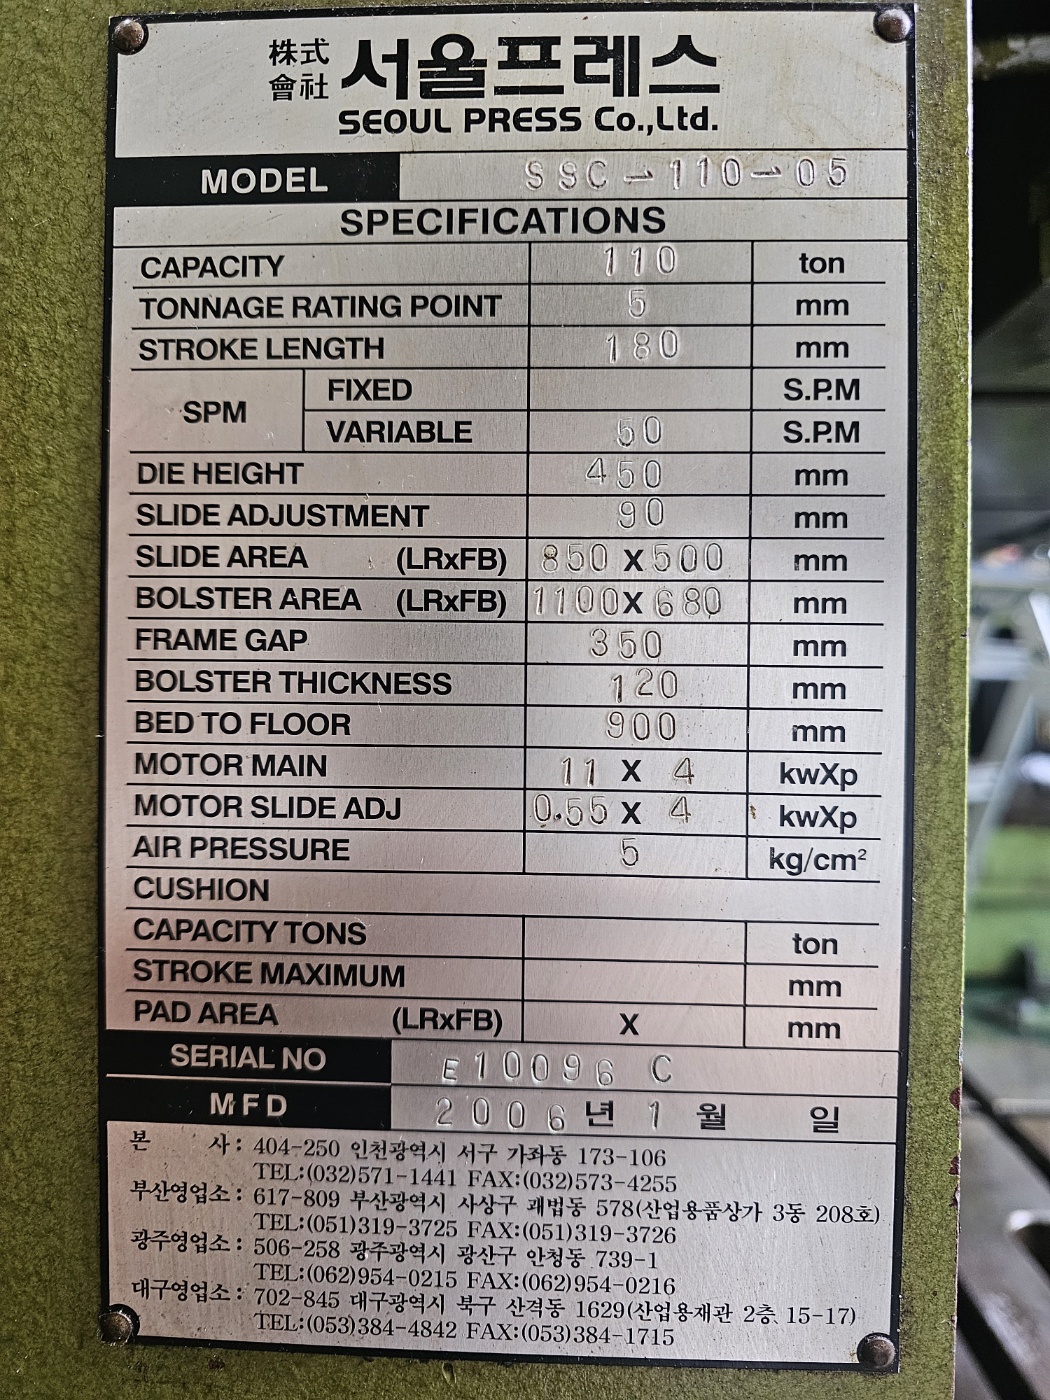 株式會社 서울프레스
SEOUL PRESS Co.,Ltd.
MODEL SSC-110-05
SPECIFICATIONS
CAPACITY 110 ton
TONNAGE RATING POINT 5 mm
STROKE LENGTH 180 mm
SPM FIXED S.P.M
VARIABLE 50 S.P.M
DIE HEIGHT 450 mm
SLIDE ADJUSTMENT 90 mm
SLIDE AREA (LRxFB) 850 X 500 mm
BOLSTER AREA (LRxFB) 1100 X 680 mm
FRAME GAP 350 mm
BOLSTER THICKNESS 120 mm
BED TO FLOOR 900 mm
MOTOR MAIN 11 X 4 kwXp
MOTOR SLIDE ADJ 0.55 X 4 kwXp
AIR PRESSURE 5 kg/cm²
CUSHION
CAPACITY TONS ton
STROKE MAXIMUM mm
PAD AREA (LRxFB) X mm
SERIAL NO E10096 C
MFD 2006년 1월 일
본 사: 404-250 인천광역시 서구 가좌동 173-106
TEL:(032)571-1441 FAX:(032)573-4255
부산영업소: 617-809 부산광역시 사상구 괘법동 578(산업용품상가 3동 208호)
TEL:(051)319-3725 FAX:(051)319-3726
광주영업소: 506-258 광주광역시 광산구 안청동 739-1
TEL:(062)954-0215 FAX:(062)954-0216
대구영업소: 702-845 대구광역시 북구 산격동 1629(산업용재관 2층 15-17)
TEL:(053)384-4842 FAX:(053)384-1715